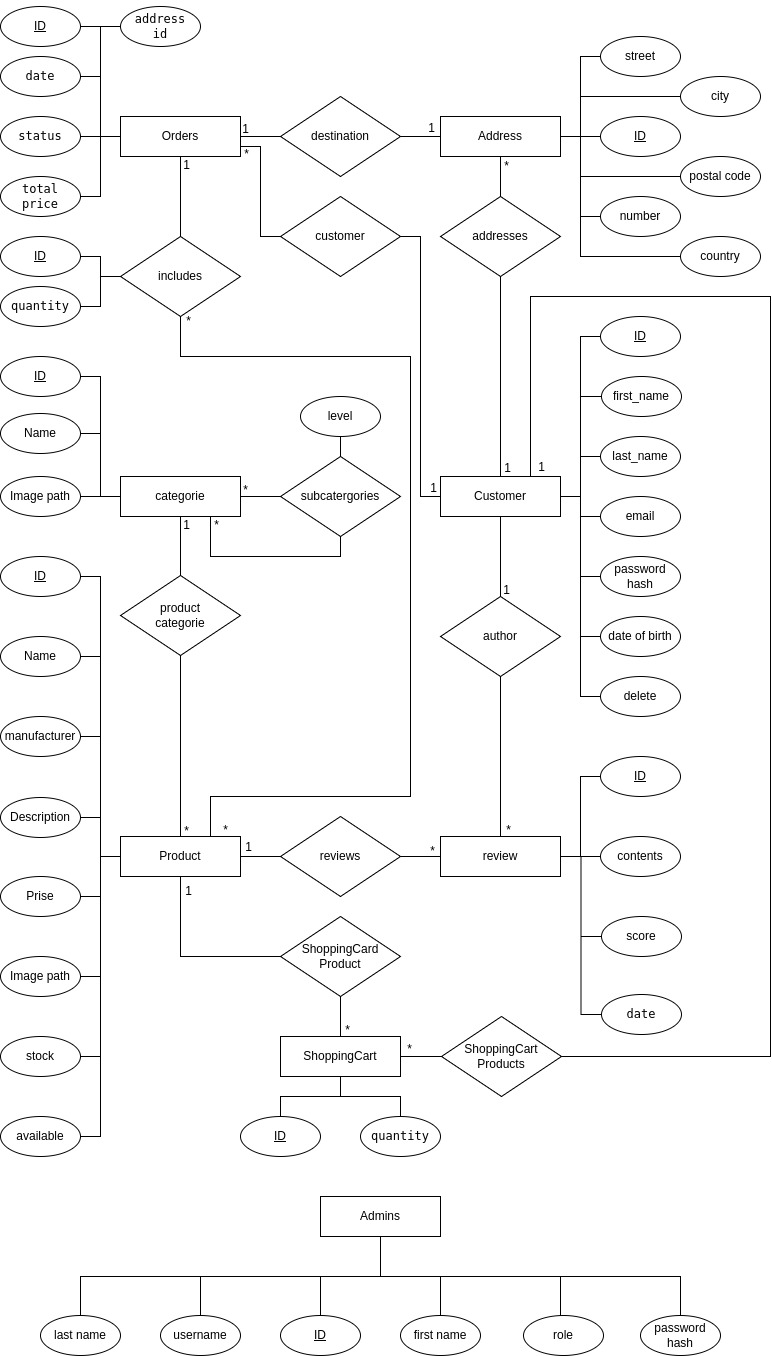 ID
address
id
date
status
total
price
Orders
1
*
1
destination
1
Address
*
street
city
ID
postal code
number
country
customer
addresses
ID
quantity
includes
*
ID
Name
Image path
categorie
*
*
1
level
subcatergories
1
Customer
1
1
ID
first_name
last_name
email
password
hash
date of birth
delete
product
categorie
1
author
*
ID
Name
manufacturer
Description
Prise
Image path
stock
available
*
*
Product
1
1
reviews
*
review
ID
contents
score
date
ShoppingCard
Product
*
ShoppingCart
*
ShoppingCart
Products
ID
quantity
Admins
last name
username
ID
first name
role
password
hash